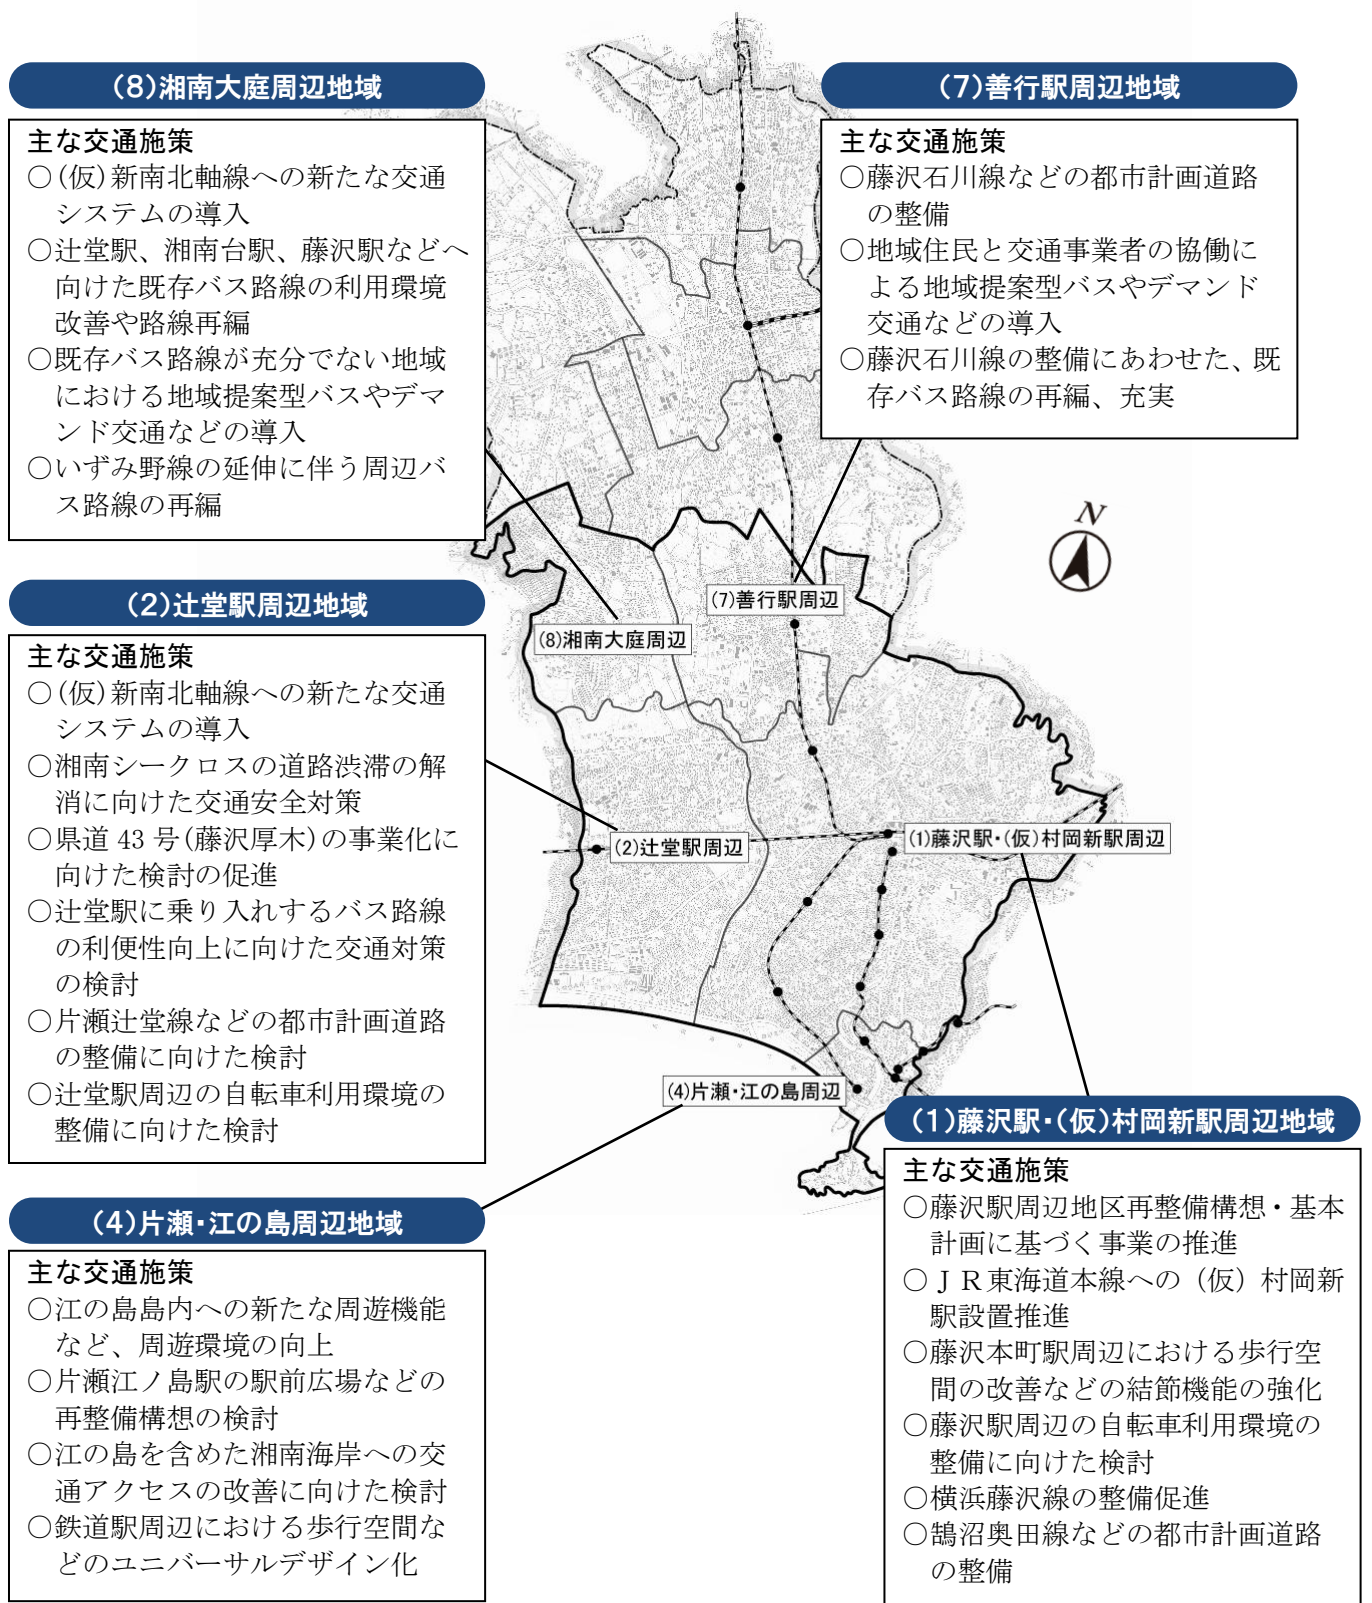 (8)湘南大庭周辺地域
主な交通施策
○(仮)新南北軸線への新たな交通
システムの導入
○辻堂駅、湘南台駅、藤沢駅などへ
向けた既存バス路線の利用環境
改善や路線再編
○既存バス路線が充分でない地域
における地域提案型バスやデマ
ンド交通などの導入
○いずみ野線の延伸に伴う周辺バ
ス路線の再編
(7)善行駅周辺地域
主な交通施策
○藤沢石川線などの都市計画道路
の整備
○地域住民と交通事業者の協働に
よる地域提案型バスやデマンド
交通などの導入
○藤沢石川線の整備にあわせた、既
存バス路線の再編、充実
N
(7)善行駅周辺
(8)湘南大庭周辺
(2)辻堂駅周辺地域
主な交通施策
○(仮)新南北軸線への新たな交通
システムの導入
○湘南シークロスの道路渋滞の解
消に向けた交通安全対策
○県道 43 号(藤沢厚木)の事業化に
向けた検討の促進
○辻堂駅に乗り入れするバス路線
の利便性向上に向けた交通対策
の検討
○片瀬辻堂線などの都市計画道路
の整備に向けた検討
○辻堂駅周辺の自転車利用環境の
整備に向けた検討
(2)辻堂駅周辺
(1)藤沢駅・(仮)村岡新駅周辺
(4)片瀬・江の島周辺
(4)片瀬・江の島周辺地域
主な交通施策
○江の島島内への新たな周遊機能
など、周遊環境の向上
○片瀬江ノ島駅の駅前広場などの
再整備構想の検討
○江の島を含めた湘南海岸への交
通アクセスの改善に向けた検討
○鉄道駅周辺における歩行空間な
どのユニバーサルデザイン化
(1)藤沢駅・(仮)村岡新駅周辺地域
主な交通施策
○藤沢駅周辺地区再整備構想・基本
計画に基づく事業の推進
○ＪＲ東海道本線への（仮）村岡新
駅設置推進
○藤沢本町駅周辺における歩行空
間の改善などの結節機能の強化
○藤沢駅周辺の自転車利用環境の
整備に向けた検討
○横浜藤沢線の整備促進
○鵠沼奥田線などの都市計画道路
の整備